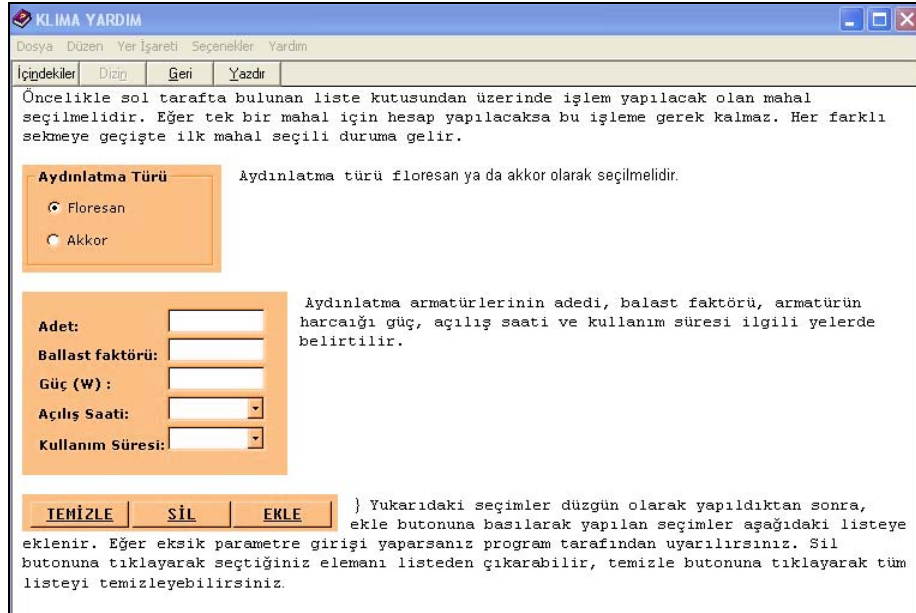 KLIMA YARDIM
Dosya Düzen Yer İşareti Seçenekler Yardım
İçindekiler Dizin Geri Yazdır
Öncelikle sol tarafta bulunan liste kutusundan üzerinde işlem yapılacak olan mahal
seçilmelidir. Eğer tek bir mahal için hesap yapılacaksa bu işleme gerek kalmaz. Her farklı
sekmeye geçişte ilk mahal seçili duruma gelir.
Aydınlatma Türü
Floresan
Akkor
Aydınlatma türü floresan ya da akkor olarak seçilmelidir.
Adet:
Ballast faktörü:
Güç (W) :
Açılış Saati:
Kullanım Süresi:
Aydınlatma armatürlerinin adedi, balast faktörü, armatürün
harcaığı güç, açılış saati ve kullanım süresi ilgili yelerde
belirtilir.
TEMİZLE SİL EKLE
} Yukarıdaki seçimler düzgün olarak yapıldıktan sonra,
ekle butonuna basılarak yapılan seçimler aşağıdaki listeye
eklenir. Eğer eksik parametre girişi yaparsanız program tarafından uyarılırsınız. Sil
butonuna tıklayarak seçtiğiniz elemanı listeden çıkarabilir, temizle butonuna tıklayarak tüm
listeyi temizleyebilirsiniz.